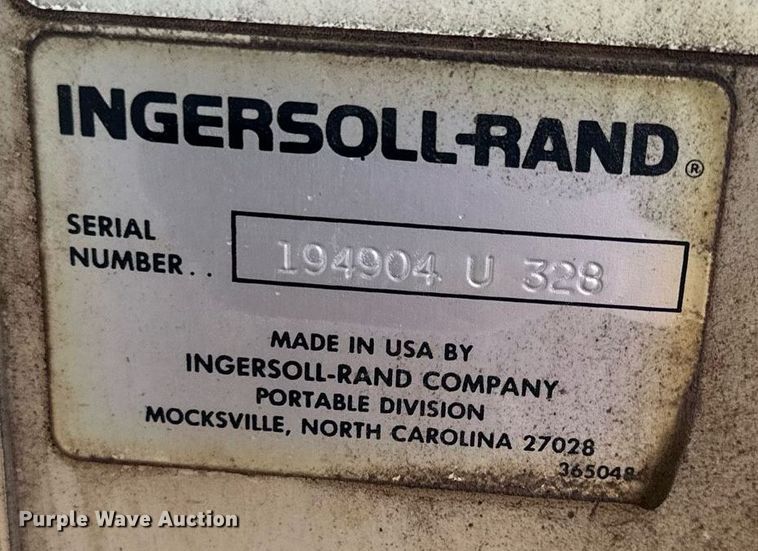 INGERSOLL-RAND®
SERIAL
NUMBER.. 194904 U 328
MADE IN USA BY
INGERSOLL-RAND COMPANY
PORTABLE DIVISION
MOCKSVILLE, NORTH CAROLINA 27028
365048
Purple Wave Auction